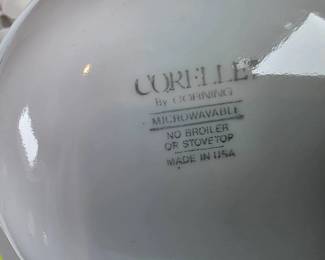 CORELLE
By CORNING
MICROWAVABLE
NO BROILER
OR STOVETOP
MADE IN USA